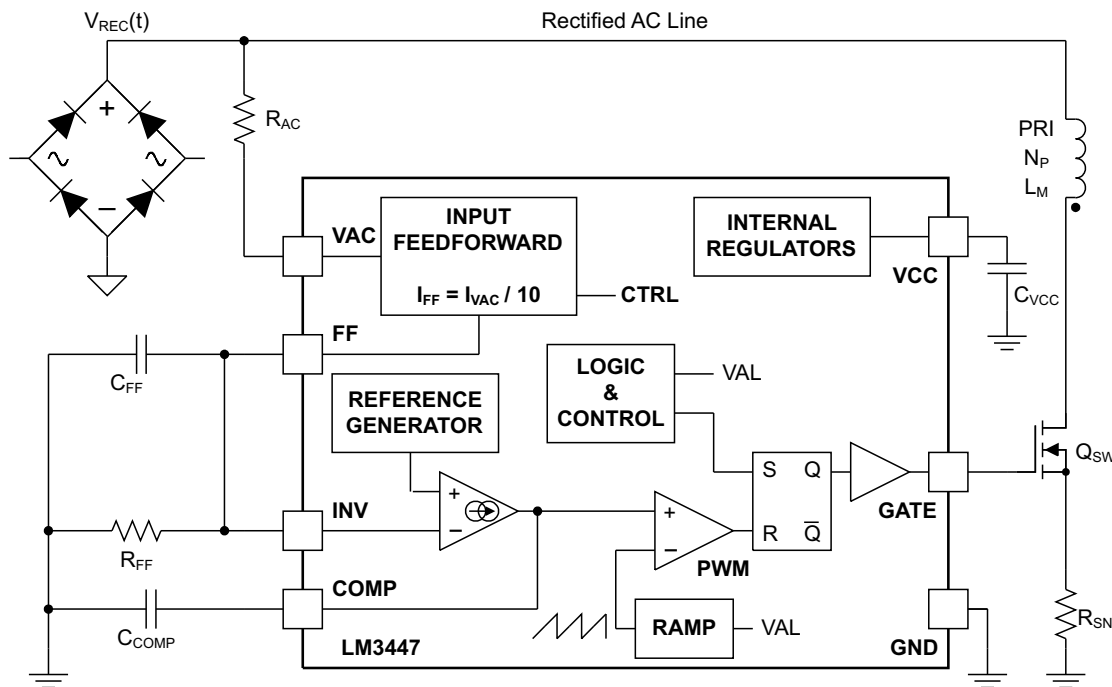 V_REC(t)
Rectified AC Line
R_AC
PRI
N_P
L_M
VAC
INPUT
FEEDFORWARD
I_FF = I_VAC / 10
CTRL
INTERNAL
REGULATORS
VCC
C_VCC
FF
C_FF
REFERENCE
GENERATOR
LOGIC
&
CONTROL
VAL
Q_SW
S Q
R Q̅
GATE
INV
R_FF
PWM
COMP
C_COMP
RAMP
VAL
GND
R_SN
LM3447
+
−
+
−
+
−